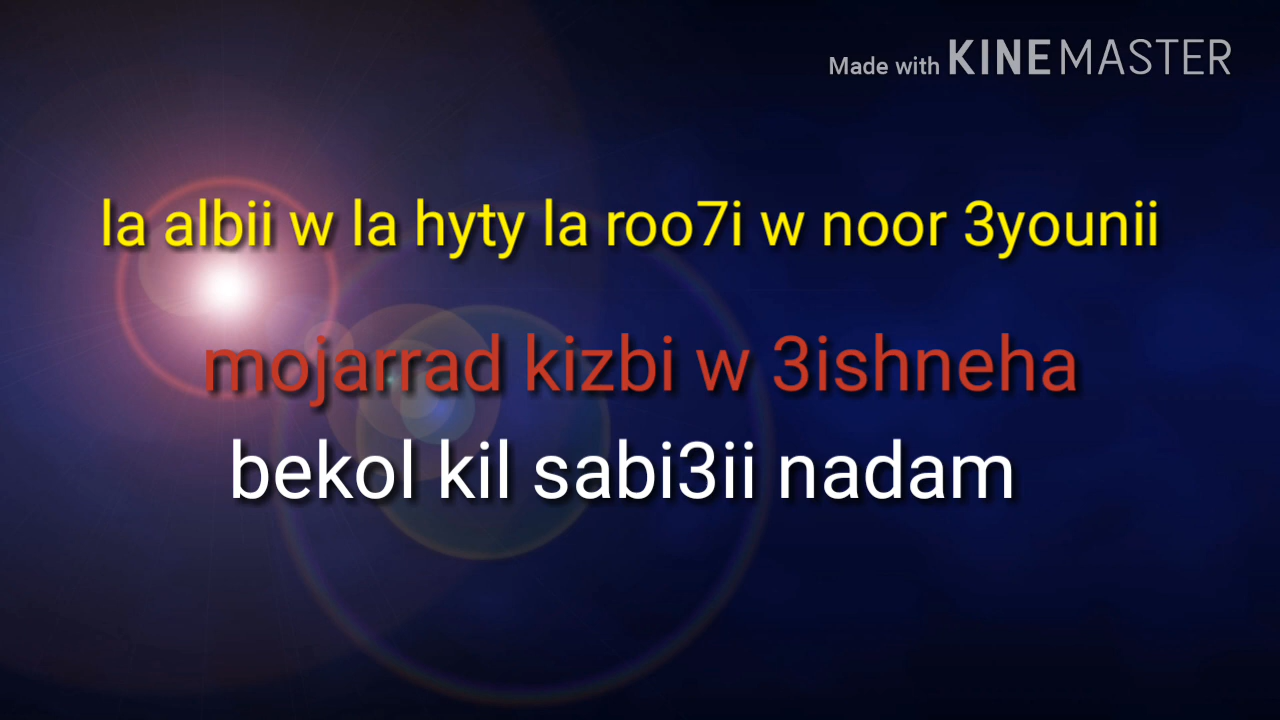 Made with KINEMASTER
la albii w la hyty la roo7i w noor 3younii
mojarrad kizbi w 3ishneha
bekol kil sabi3ii nadam